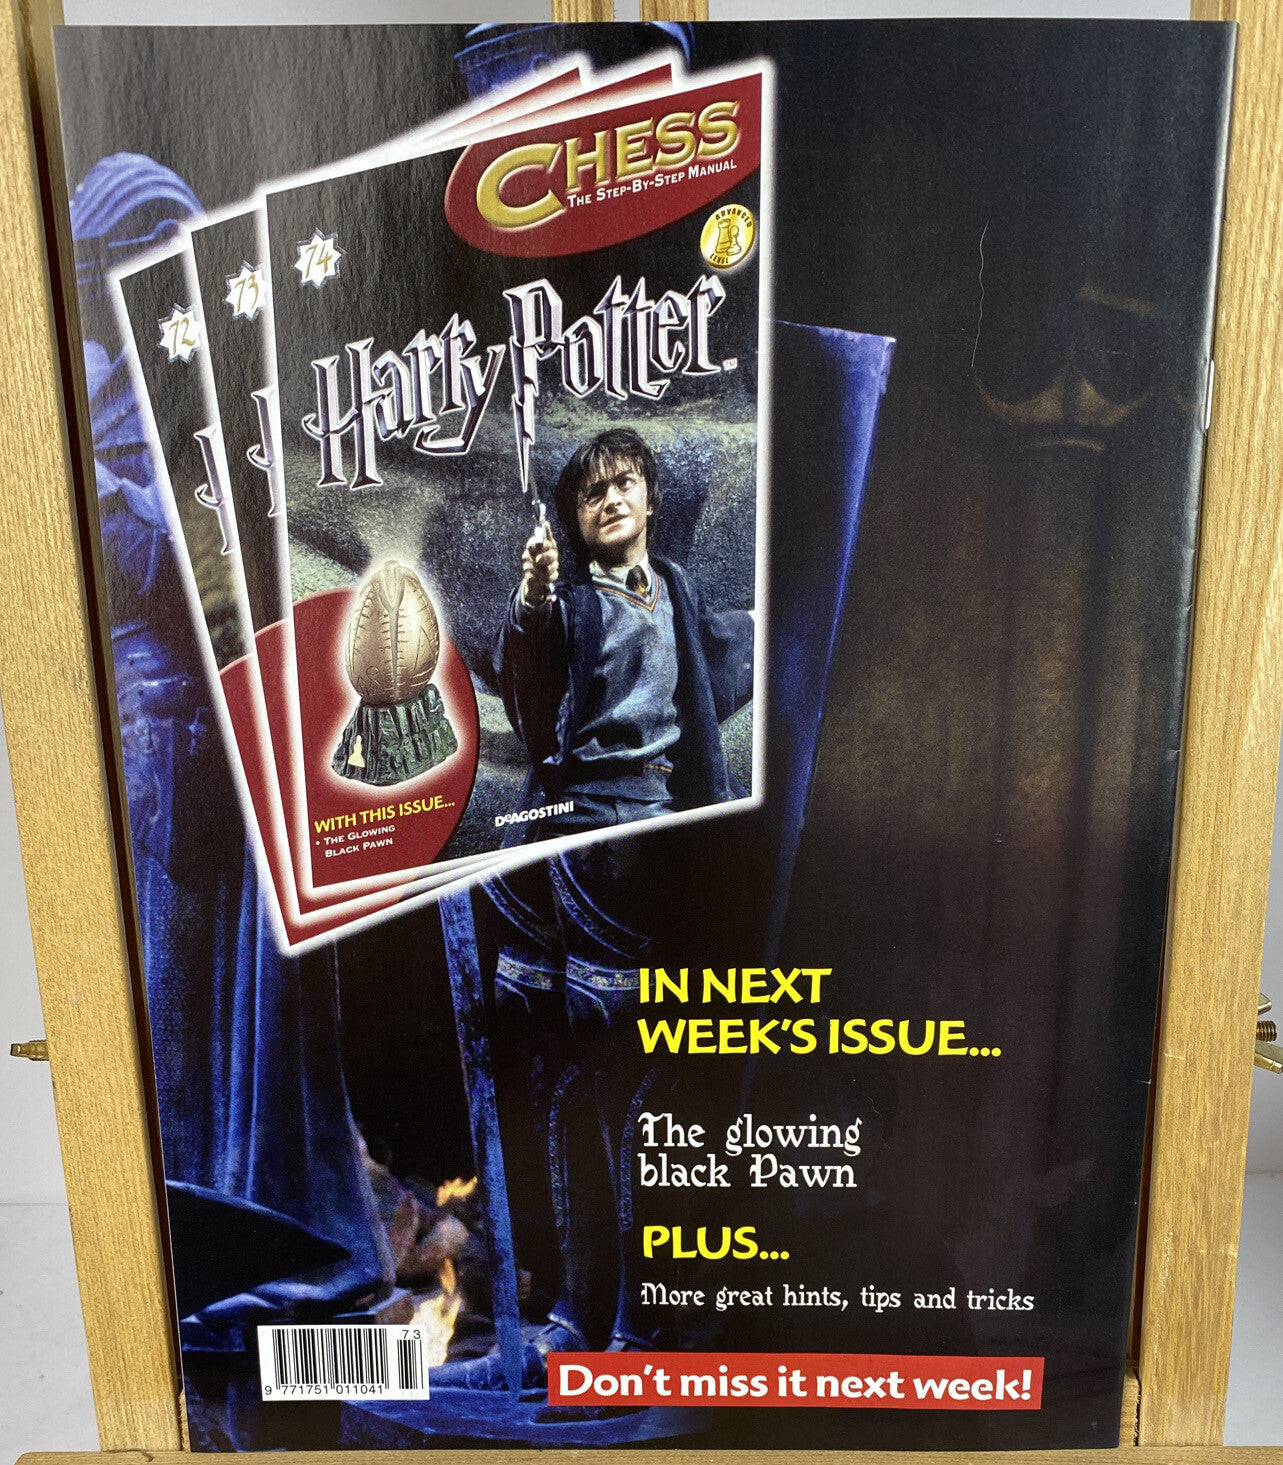 CHESS
THE STEP-BY-STEP MANUAL
ADVANCED
LEVEL
74
73
72
Harry Potter
TM
WITH THIS ISSUE...
• THE GLOWING
BLACK PAWN
DeAGOSTINI
IN NEXT
WEEK'S ISSUE...
The glowing
black Pawn
PLUS...
More great hints, tips and tricks
Don't miss it next week!
73
9 771751 011041